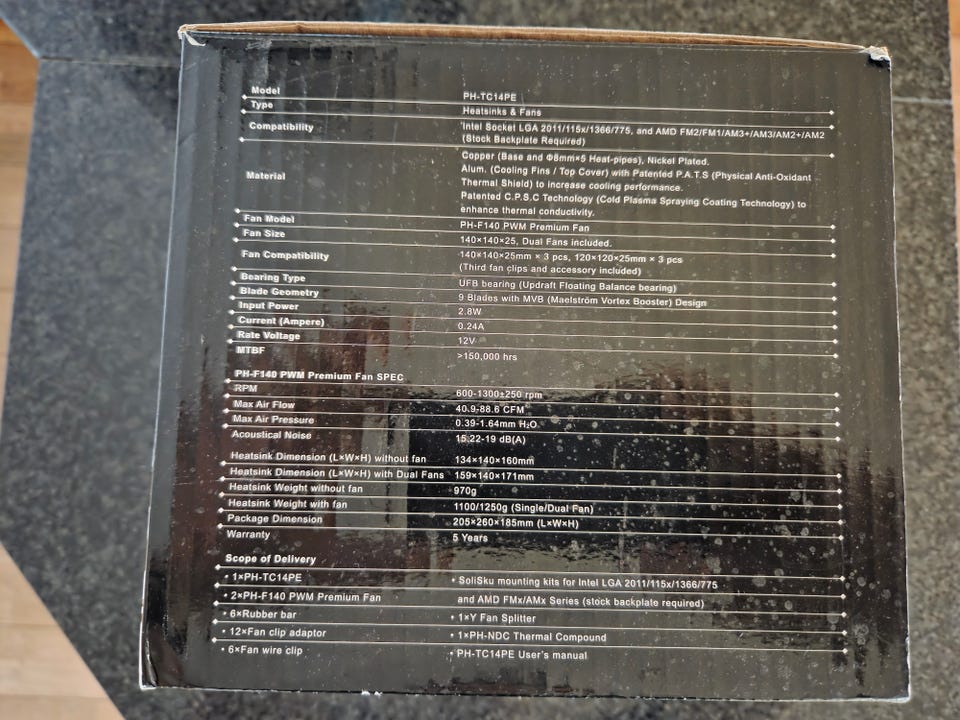 Model PH-TC14PE
Type Heatsinks & Fans
Compatibility Intel Socket LGA 2011/115x/1366/775, and AMD FM2/FM1/AM3+/AM3/AM2+/AM2
(Stock Backplate Required)
Copper (Base and Φ8mm×5 Heat-pipes), Nickel Plated.
Alum. (Cooling Fins / Top Cover) with Patented P.A.T.S (Physical Anti-Oxidant
Material Thermal Shield) to increase cooling performance.
Patented C.P.S.C Technology (Cold Plasma Spraying Coating Technology) to
enhance thermal conductivity.
Fan Model PH-F140 PWM Premium Fan
Fan Size 140×140×25, Dual Fans included.
Fan Compatibility 140×140×25mm × 3 pcs, 120×120×25mm × 3 pcs
(Third fan clips and accessory included)
Bearing Type UFB bearing (Updraft Floating Balance bearing)
Blade Geometry 9 Blades with MVB (Maelström Vortex Booster) Design
Input Power 2.8W
Current (Ampere) 0.24A
Rate Voltage 12V
MTBF >150,000 hrs
PH-F140 PWM Premium Fan SPEC
RPM 600-1300±250 rpm
Max Air Flow 40.9-88.6 CFM
Max Air Pressure 0.39-1.64mm H₂O
Acoustical Noise 15.22-19 dB(A)
Heatsink Dimension (L×W×H) without fan 134×140×160mm
Heatsink Dimension (L×W×H) with Dual Fans 159×140×171mm
Heatsink Weight without fan 970g
Heatsink Weight with fan 1100/1250g (Single/Dual Fan)
Package Dimension 205×260×185mm (L×W×H)
Warranty 5 Years
Scope of Delivery
• 1×PH-TC14PE • SoliSku mounting kits for Intel LGA 2011/115x/1366/775
• 2×PH-F140 PWM Premium Fan and AMD FMx/AMx Series (stock backplate required)
• 6×Rubber bar • 1×Y Fan Splitter
• 12×Fan clip adaptor • 1×PH-NDC Thermal Compound
• 6×Fan wire clip • PH-TC14PE User's manual